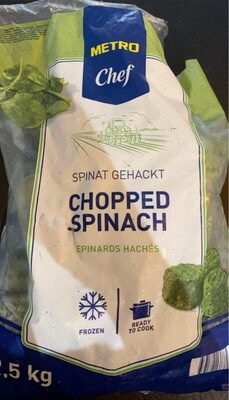 METRO
Chef
SPINAT GEHACKT
CHOPPED
SPINACH
EPINARDS HACHÉS
FROZEN
READY
TO COOK
2.5 kg